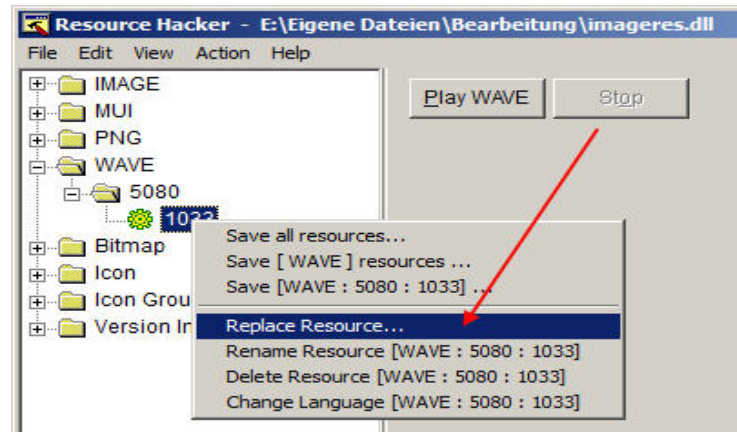 Resource Hacker - E:\Eigene Dateien\Bearbeitung\imageres.dll
File Edit View Action Help
IMAGE
MUI
PNG
WAVE
5080
1033
Bitmap
Icon
Icon Grou
Version In
Play WAVE
Stop
Save all resources...
Save [ WAVE ] resources ...
Save [WAVE : 5080 : 1033] ...
Replace Resource...
Rename Resource [WAVE : 5080 : 1033]
Delete Resource [WAVE : 5080 : 1033]
Change Language [WAVE : 5080 : 1033]